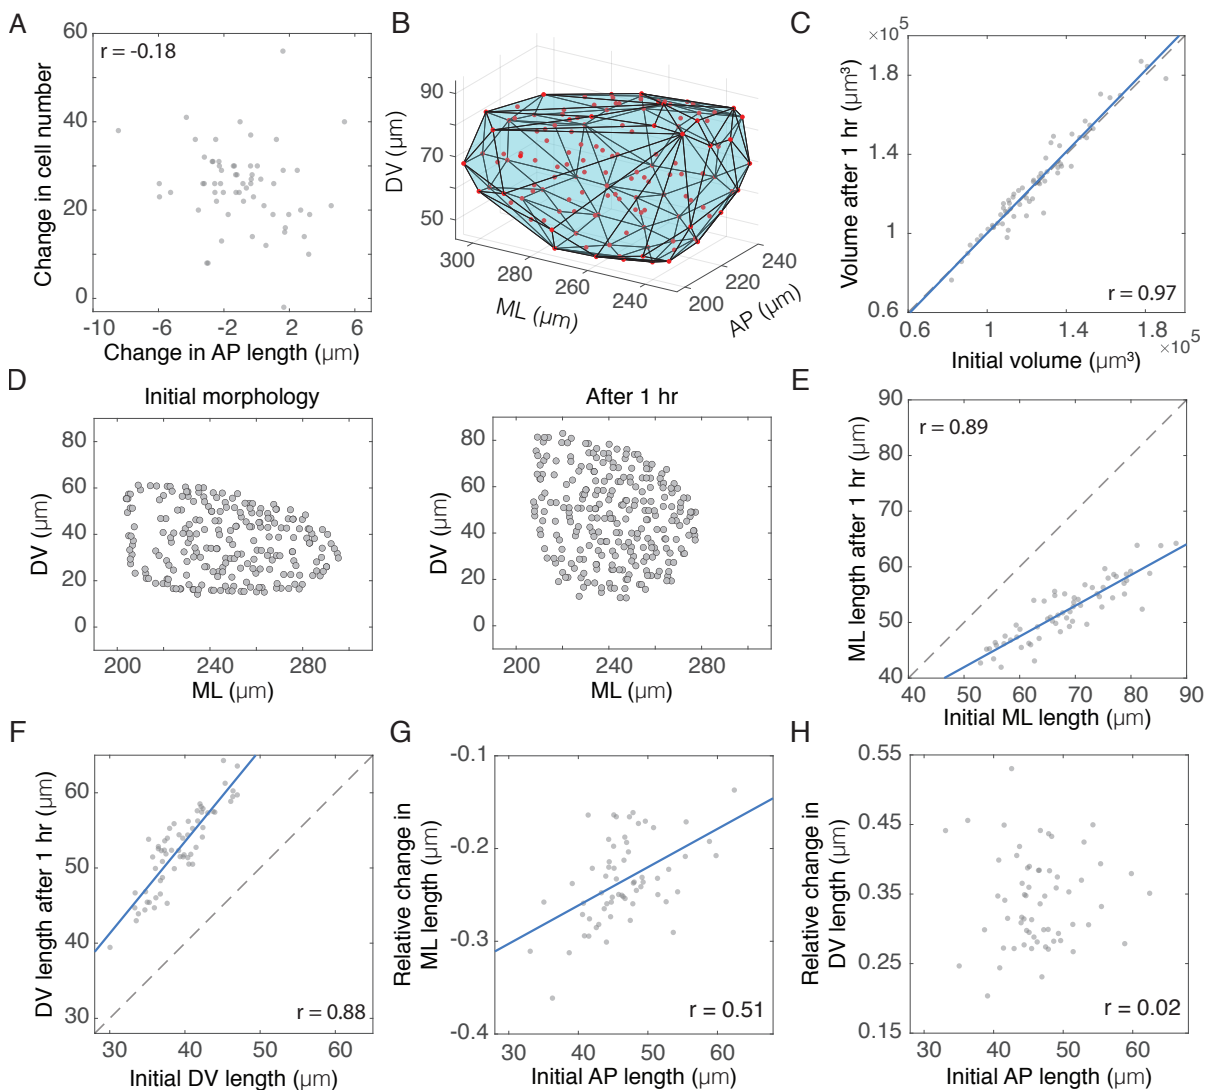 A
r = -0.18
60
40
20
0
-10
-6
-2
2
6
Change in cell number
Change in AP length (μm)
B
90
70
50
DV (μm)
300
280
260
240
ML (μm)
200
220
240
AP (μm)
C
×10⁵
1.8
1.4
1
0.6
0.6
1
1.4
1.8
×10⁵
r = 0.97
Volume after 1 hr (μm³)
Initial volume (μm³)
D
Initial morphology
80
60
40
20
0
200
240
280
DV (μm)
ML (μm)
After 1 hr
80
60
40
20
0
200
240
280
DV (μm)
ML (μm)
E
r = 0.89
90
80
70
60
50
40
40
50
60
70
80
90
ML length after 1 hr (μm)
Initial ML length (μm)
F
60
50
40
30
30
40
50
60
r = 0.88
DV length after 1 hr (μm)
Initial DV length (μm)
G
-0.1
-0.2
-0.3
-0.4
30
40
50
60
r = 0.51
Relative change in
ML length (μm)
Initial AP length (μm)
H
0.55
0.45
0.35
0.25
0.15
30
40
50
60
r = 0.02
Relative change in
DV length (μm)
Initial AP length (μm)